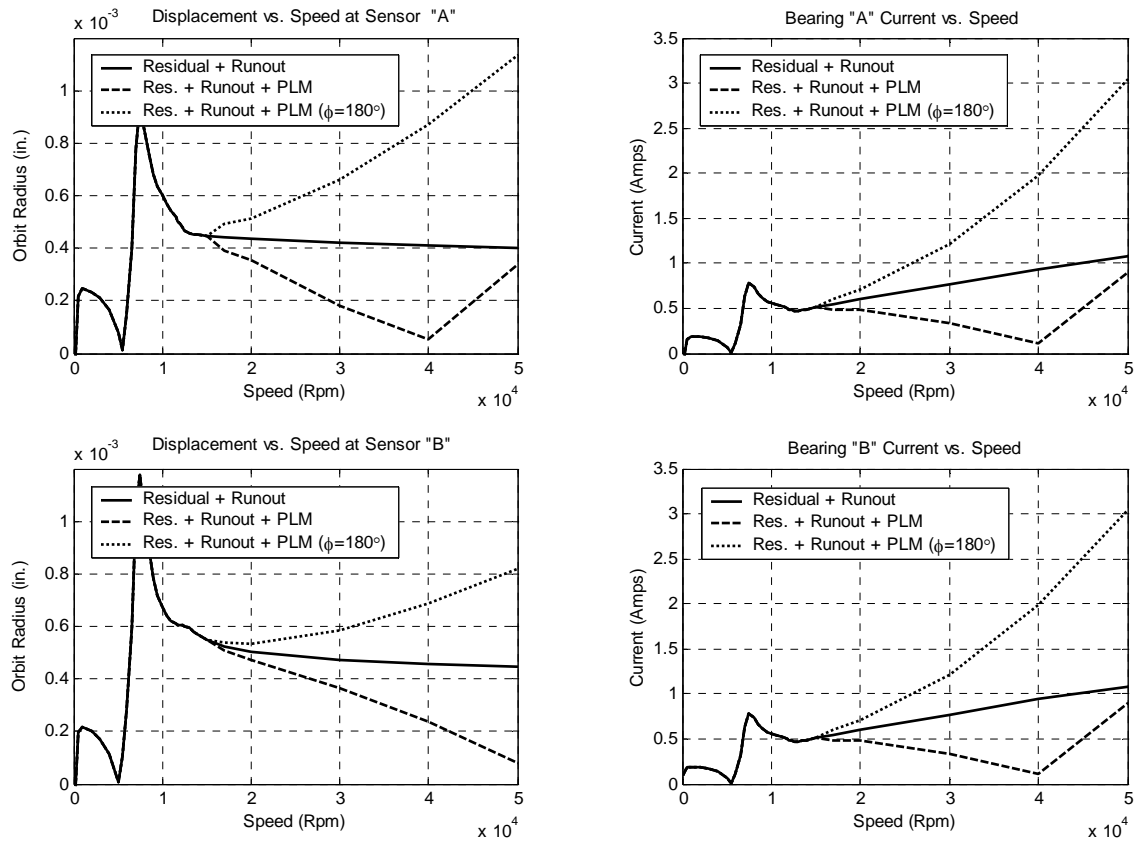 x 10-3
Displacement vs. Speed at Sensor "A"
1
0.8
0.6
0.4
0.2
0
Orbit Radius (in.)
Residual + Runout
Res. + Runout + PLM
Res. + Runout + PLM (ϕ=180°)
0 1 2 3 4 5
Speed (Rpm)
x 10 4
Bearing "A" Current vs. Speed
3.5
3
2.5
2
1.5
1
0.5
0
Current (Amps)
Residual + Runout
Res. + Runout + PLM
Res. + Runout + PLM (ϕ=180°)
0 1 2 3 4 5
Speed (Rpm)
x 10 4
x 10-3
Displacement vs. Speed at Sensor "B"
1
0.8
0.6
0.4
0.2
0
Orbit Radius (in.)
Residual + Runout
Res. + Runout + PLM
Res. + Runout + PLM (ϕ=180°)
0 1 2 3 4 5
Speed (Rpm)
x 10 4
Bearing "B" Current vs. Speed
3.5
3
2.5
2
1.5
1
0.5
0
Current (Amps)
Residual + Runout
Res. + Runout + PLM
Res. + Runout + PLM (ϕ=180°)
0 1 2 3 4 5
Speed (Rpm)
x 10 4